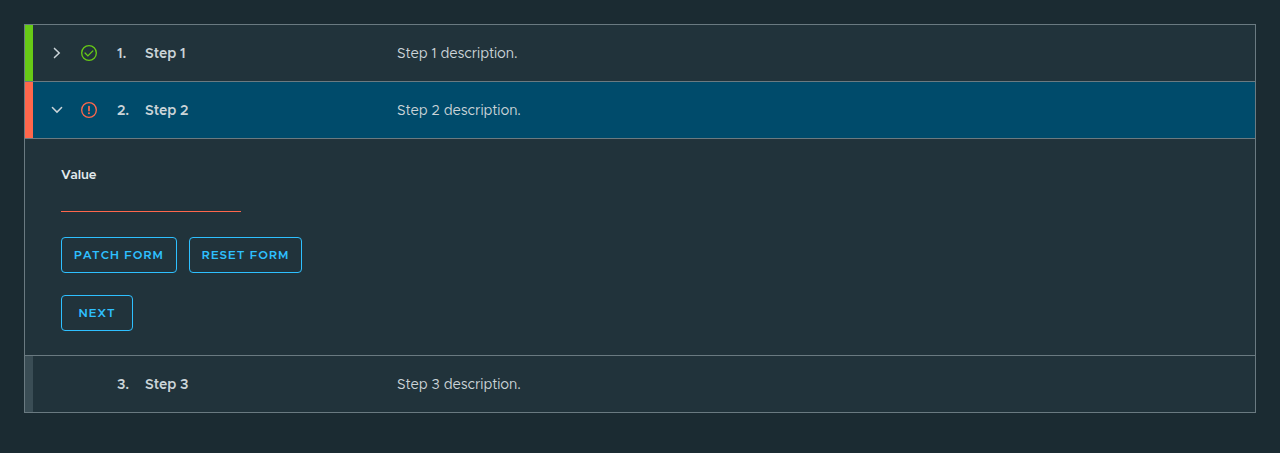 1. Step 1 Step 1 description.
2. Step 2 Step 2 description.
Value
PATCH FORM RESET FORM
NEXT
3. Step 3 Step 3 description.